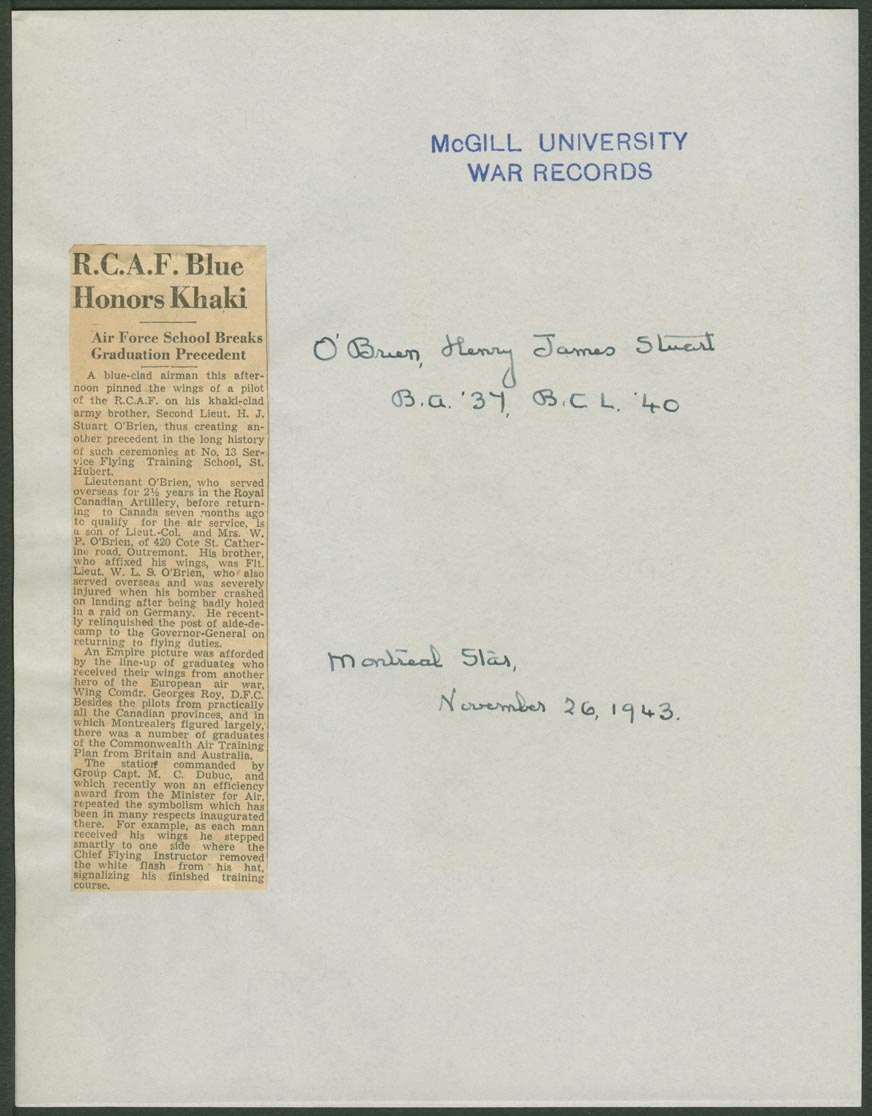 McGILL UNIVERSITY
WAR RECORDS
R.C.A.F. Blue
Honors Khaki
Air Force School Breaks
Graduation Precedent
A blue-clad airman this after-
noon pinned the wings of a pilot
of the R.C.A.F. on his khaki-clad
army brother, Second Lieut. H. J.
Stuart O'Brien, thus creating an-
other precedent in the long history
of such ceremonies at No. 13 Ser-
vice Flying Training School, St.
Hubert.
Lieutenant O'Brien, who served
overseas for 2½ years in the Royal
Canadian Artillery, before return-
ing to Canada seven months ago
to qualify for the air service, is
a son of Lieut.-Col. and Mrs. W.
P. O'Brien, of 420 Cote St. Cather-
ine road, Outremont. His brother,
who affixed his wings, was Flt.
Lieut. W. L. S. O'Brien, who also
served overseas and was severely
injured when his bomber crashed
on landing after being badly holed
in a raid on Germany. He recent-
ly relinquished the post of aide-de-
camp to the Governor-General on
returning to flying duties.
An Empire picture was afforded
by the line-up of graduates who
received their wings from another
hero of the European air war,
Wing Comdr. Georges Roy, D.F.C.
Besides the pilots from practically
all the Canadian provinces, and in
which Montrealers figured largely,
there was a number of graduates
of the Commonwealth Air Training
Plan from Britain and Australia.
The station commanded by
Group Capt. M. C. Dubuc, and
which recently won an efficiency
award from the Minister for Air,
repeated the symbolism which has
been in many respects inaugurated
there. For example, as each man
received his wings he stepped
smartly to one side where the
Chief Flying Instructor removed
the white flash from his hat,
signalizing his finished training
course.
O'Brien, Henry James Stuart
B.A. '37, B.C.L. '40
Montreal Star,
November 26, 1943.